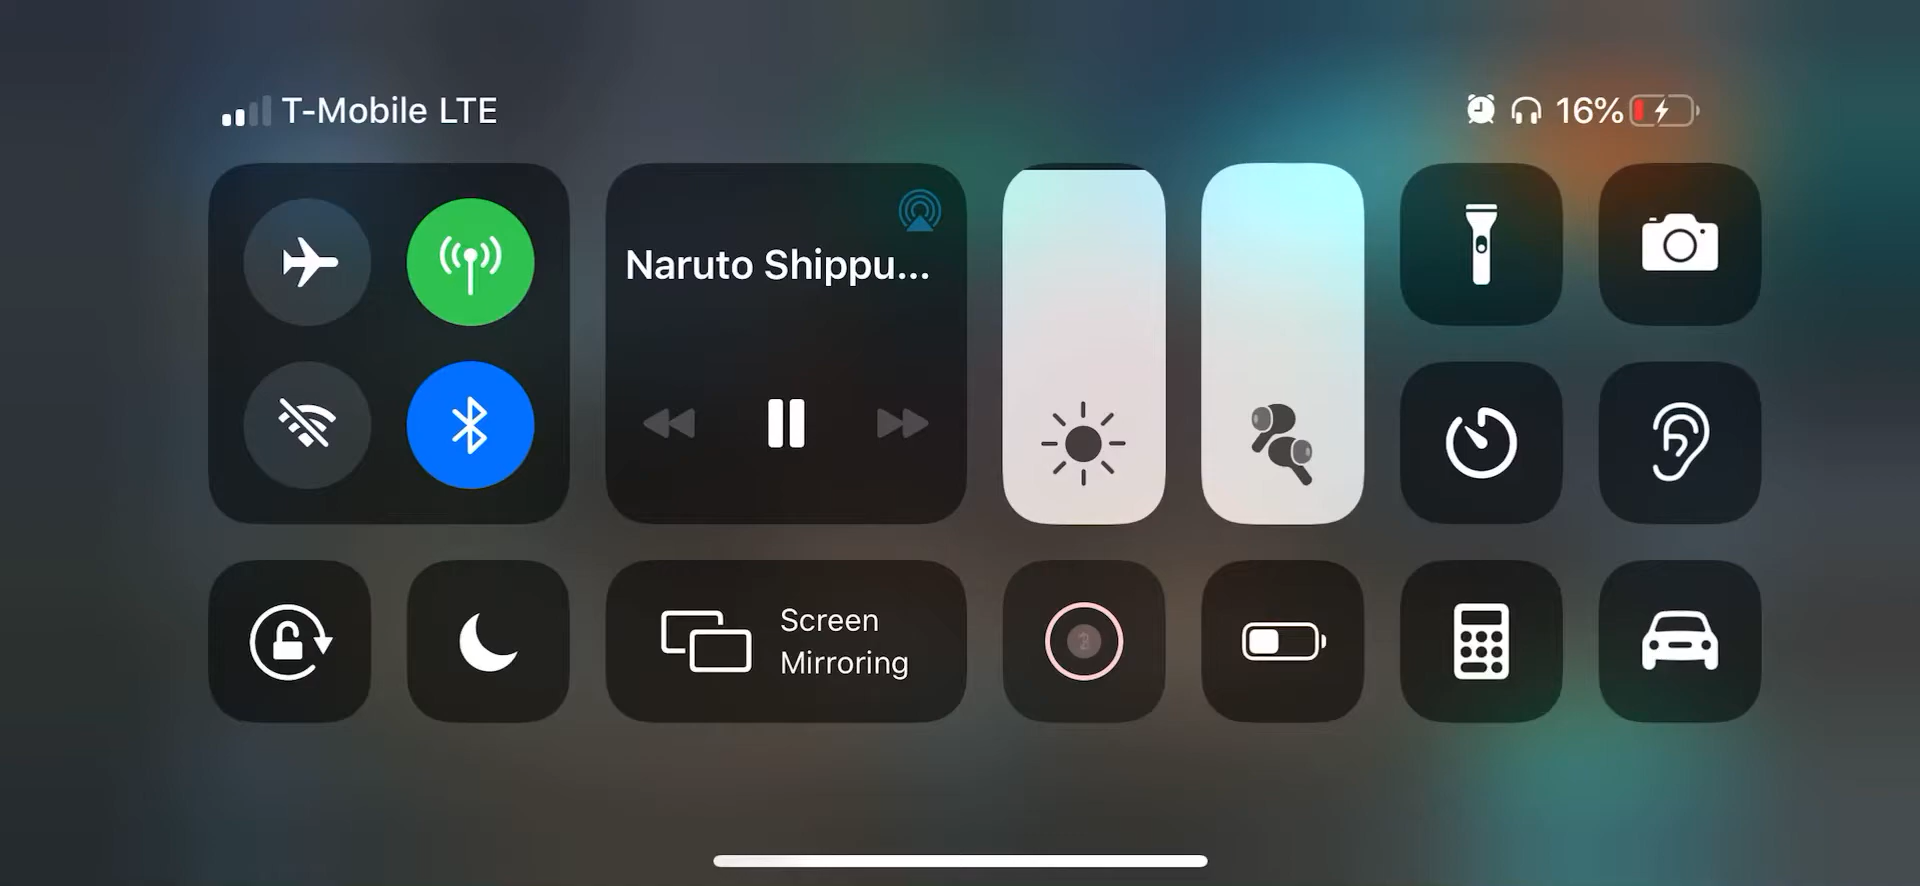 T-Mobile LTE
16%
Naruto Shippu...
Screen
Mirroring